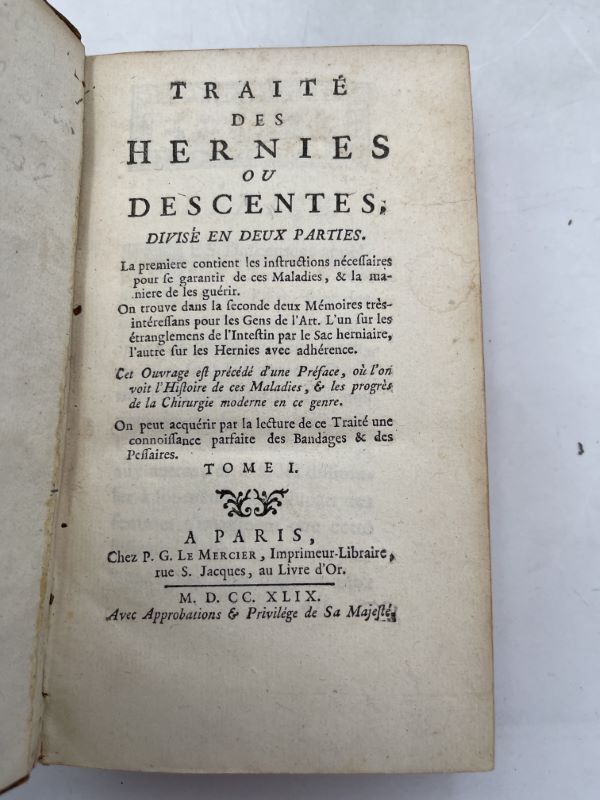 TRAITÉ
DES
HERNIES
OU
DESCENTES,
DIVISÉ EN DEUX PARTIES.
La premiere contient les inſtructions néceſſaires
pour ſe garantir de ces Maladies, & la ma-
niere de les guérir.
On trouve dans la ſeconde deux Mémoires très-
intéreſſans pour les Gens de l'Art. L'un ſur les
étranglemens de l'Inteſtin par le Sac herniaire,
l'autre ſur les Hernies avec adhérence.
Cet Ouvrage eſt précédé d'une Préface, où l'on
voit l'Hiſtoire de ces Maladies, & les progrès
de la Chirurgie moderne en ce genre.
On peut acquérir par la lecture de ce Traité une
connoiſſance parfaite des Bandages & des
Peſſaires.
TOME I.
A PARIS,
Chez P. G. LE MERCIER, Imprimeur-Libraire,
rue S. Jacques, au Livre d'Or.
M. D. CC. XLIX.
Avec Approbations & Privilége de Sa Majeſté.